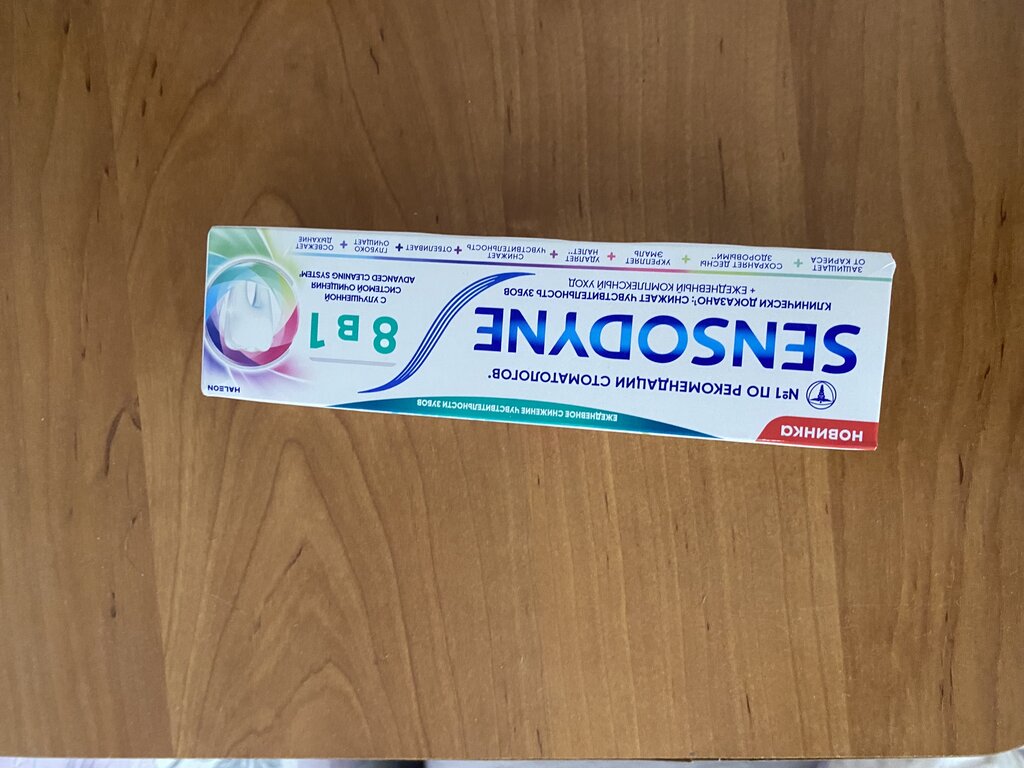 НОВИНКА
ЕЖЕДНЕВНОЕ СНИЖЕНИЕ ЧУВСТВИТЕЛЬНОСТИ ЗУБОВ
HALEON
№1 ПО РЕКОМЕНДАЦИИ СТОМАТОЛОГОВ*
SENSODYNE
8 в 1
С УЛУЧШЕННОЙ
СИСТЕМОЙ ОЧИЩЕНИЯ
ADVANCED CLEANING SYSTEM*
КЛИНИЧЕСКИ ДОКАЗАНО¹: СНИЖАЕТ ЧУВСТВИТЕЛЬНОСТЬ ЗУБОВ
+ ЕЖЕДНЕВНЫЙ КОМПЛЕКСНЫЙ УХОД
ЗАЩИЩАЕТ
ОТ КАРИЕСА
+
СОХРАНЯЕТ ДЕСНЫ
ЗДОРОВЫМИ**
+
УКРЕПЛЯЕТ
ЭМАЛЬ
+
УДАЛЯЕТ
НАЛЕТ**
+
СНИЖАЕТ
ЧУВСТВИТЕЛЬНОСТЬ
+
ОТБЕЛИВАЕТ
+
ГЛУБОКО
ОЧИЩАЕТ
+
ОСВЕЖАЕТ
ДЫХАНИЕ